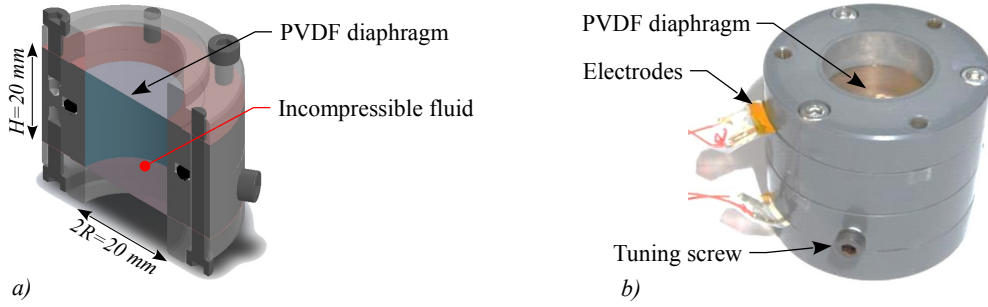 PVDF diaphragm
Incompressible fluid
H=20 mm
2R=20 mm
a)
PVDF diaphragm
Electrodes
Tuning screw
b)